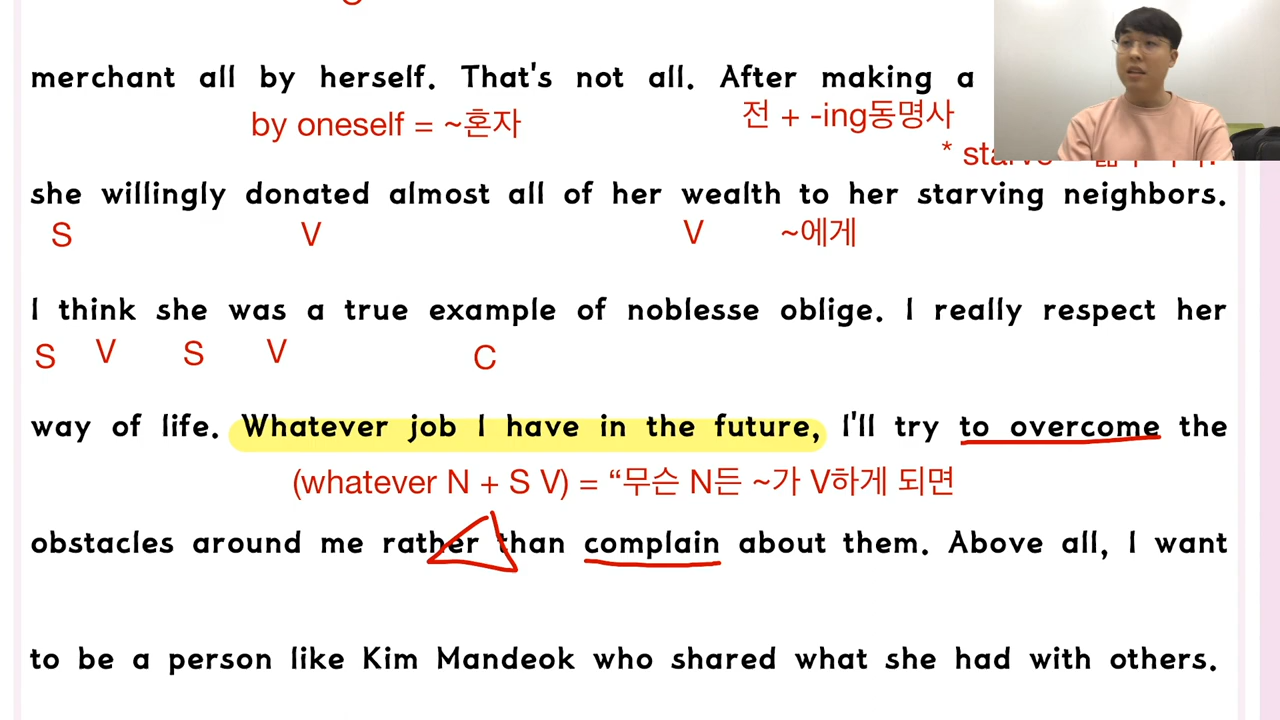 merchant all by herself. That's not all. After making a
by oneself = ~혼자
전 + -ing동명사
*
she willingly donated almost all of her wealth to her starving neighbors.
S V V ~에게
I think she was a true example of noblesse oblige. I really respect her
S V S V C
way of life. Whatever job I have in the future, I'll try to overcome the
(whatever N + S V) = “무슨 N든 ~가 V하게 되면
obstacles around me rather than complain about them. Above all, I want
to be a person like Kim Mandeok who shared what she had with others.